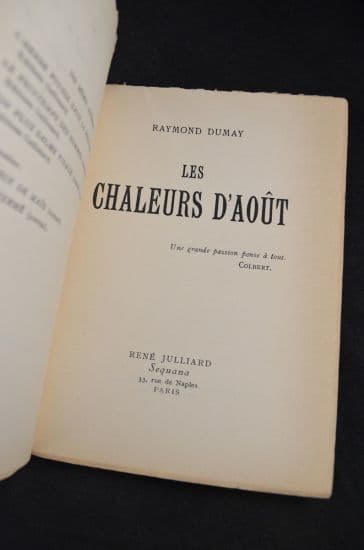 RAYMOND DUMAY
LES
CHALEURS D'AOÛT
Une grande passion pense à tout.
COLBERT.
RENÉ JULLIARD
Sequana
33, rue de Naples
PARIS